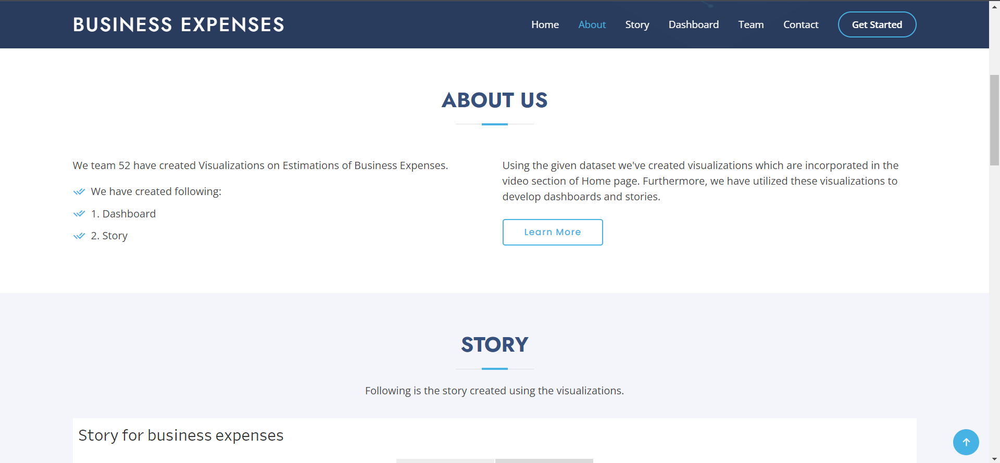 BUSINESS EXPENSES
Home About Story Dashboard Team Contact Get Started
ABOUT US
We team 52 have created Visualizations on Estimations of Business Expenses.
We have created following:
1. Dashboard
2. Story
Using the given dataset we've created visualizations which are incorporated in the
video section of Home page. Furthermore, we have utilized these visualizations to
develop dashboards and stories.
Learn More
STORY
Following is the story created using the visualizations.
Story for business expenses